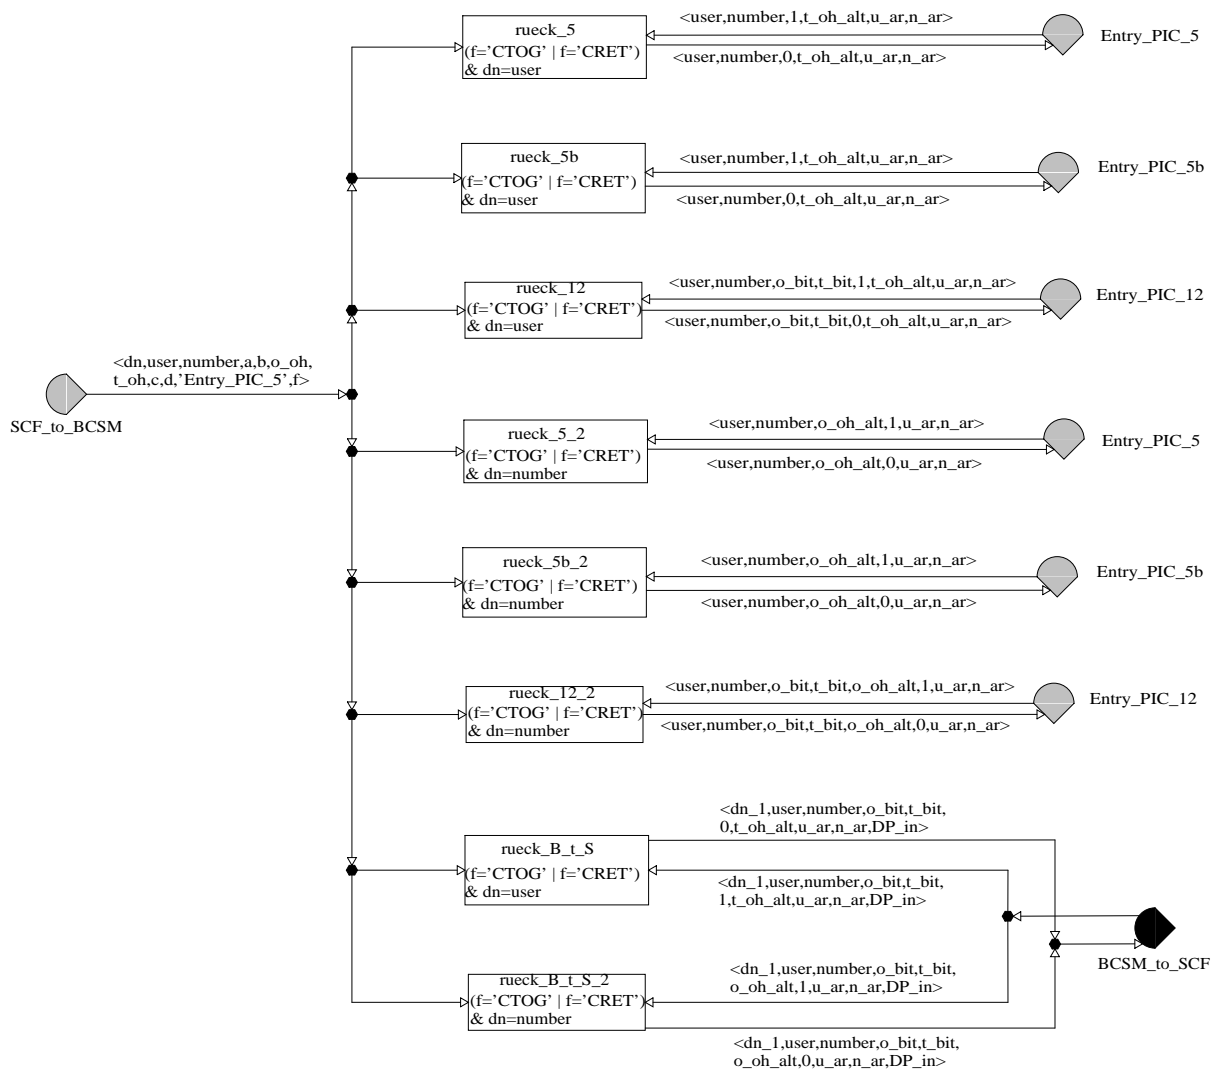 rueck_5
(f='CTOG' | f='CRET')
& dn=user
<user,number,1,t_oh_alt,u_ar,n_ar>
<user,number,0,t_oh_alt,u_ar,n_ar>
Entry_PIC_5
rueck_5b
(f='CTOG' | f='CRET')
& dn=user
<user,number,1,t_oh_alt,u_ar,n_ar>
<user,number,0,t_oh_alt,u_ar,n_ar>
Entry_PIC_5b
rueck_12
(f='CTOG' | f='CRET')
& dn=user
<user,number,o_bit,t_bit,1,t_oh_alt,u_ar,n_ar>
<user,number,o_bit,t_bit,0,t_oh_alt,u_ar,n_ar>
Entry_PIC_12
<dn,user,number,a,b,o_oh,
t_oh,c,d,'Entry_PIC_5',f>
SCF_to_BCSM
rueck_5_2
(f='CTOG' | f='CRET')
& dn=number
<user,number,o_oh_alt,1,u_ar,n_ar>
<user,number,o_oh_alt,0,u_ar,n_ar>
Entry_PIC_5
rueck_5b_2
(f='CTOG' | f='CRET')
& dn=number
<user,number,o_oh_alt,1,u_ar,n_ar>
<user,number,o_oh_alt,0,u_ar,n_ar>
Entry_PIC_5b
rueck_12_2
(f='CTOG' | f='CRET')
& dn=number
<user,number,o_bit,t_bit,o_oh_alt,1,u_ar,n_ar>
<user,number,o_bit,t_bit,o_oh_alt,0,u_ar,n_ar>
Entry_PIC_12
rueck_B_t_S
(f='CTOG' | f='CRET')
& dn=user
<dn_1,user,number,o_bit,t_bit,
0,t_oh_alt,u_ar,n_ar,DP_in>
<dn_1,user,number,o_bit,t_bit,
1,t_oh_alt,u_ar,n_ar,DP_in>
BCSM_to_SCF
rueck_B_t_S_2
(f='CTOG' | f='CRET')
& dn=number
<dn_1,user,number,o_bit,t_bit,
o_oh_alt,1,u_ar,n_ar,DP_in>
<dn_1,user,number,o_bit,t_bit,
o_oh_alt,0,u_ar,n_ar,DP_in>